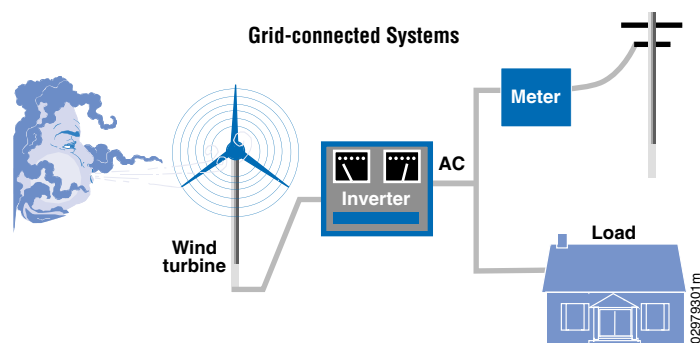 Grid-connected Systems
Meter
AC
Inverter
Wind
turbine
Load
02979301m